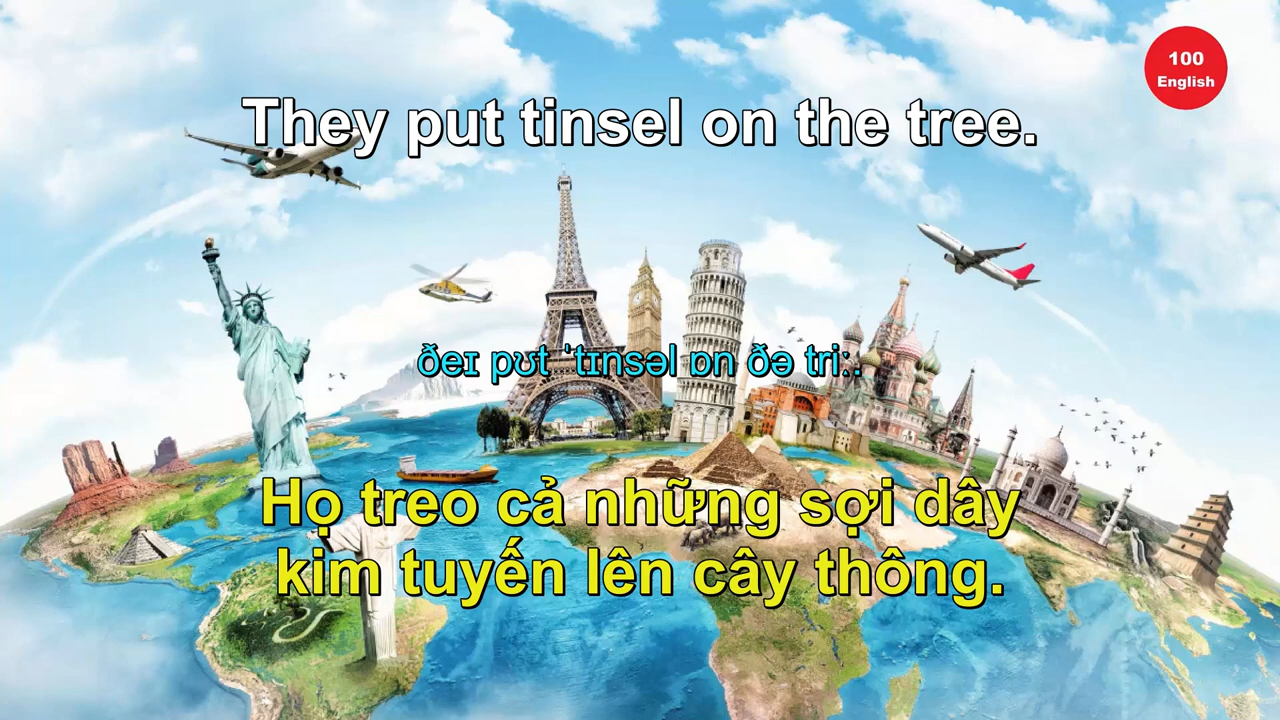 100
English
They put tinsel on the tree.
ðeɪ pʊt ˈtɪnsəl ɒn ðə triː.
Họ treo cả những sợi dây
kim tuyến lên cây thông.